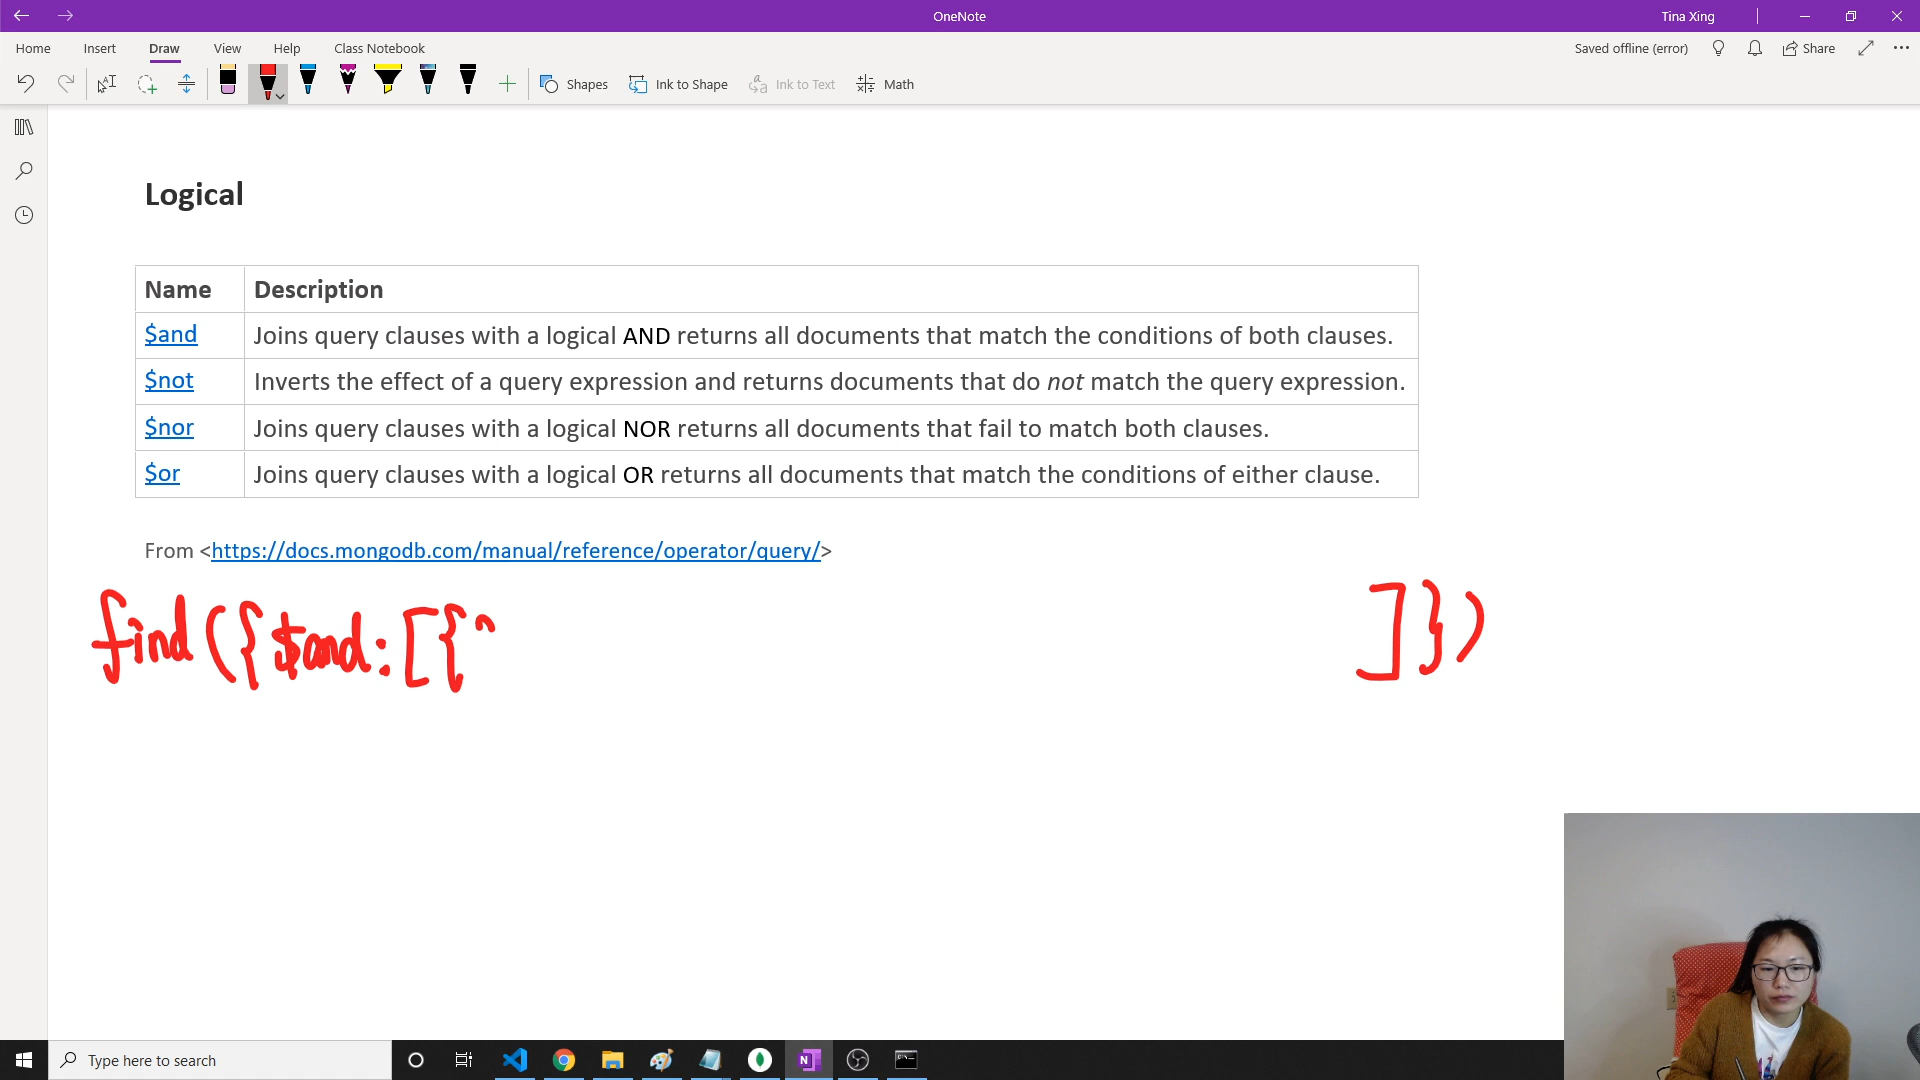 OneNote
Tina Xing
Home Insert Draw View Help Class Notebook
Saved offline (error)
Share
Shapes
Ink to Shape
Ink to Text
Math
Logical
Name Description
$and Joins query clauses with a logical AND returns all documents that match the conditions of both clauses.
$not Inverts the effect of a query expression and returns documents that do not match the query expression.
$nor Joins query clauses with a logical NOR returns all documents that fail to match both clauses.
$or Joins query clauses with a logical OR returns all documents that match the conditions of either clause.
From <https://docs.mongodb.com/manual/reference/operator/query/>
find({$and:[{" ]})
Type here to search